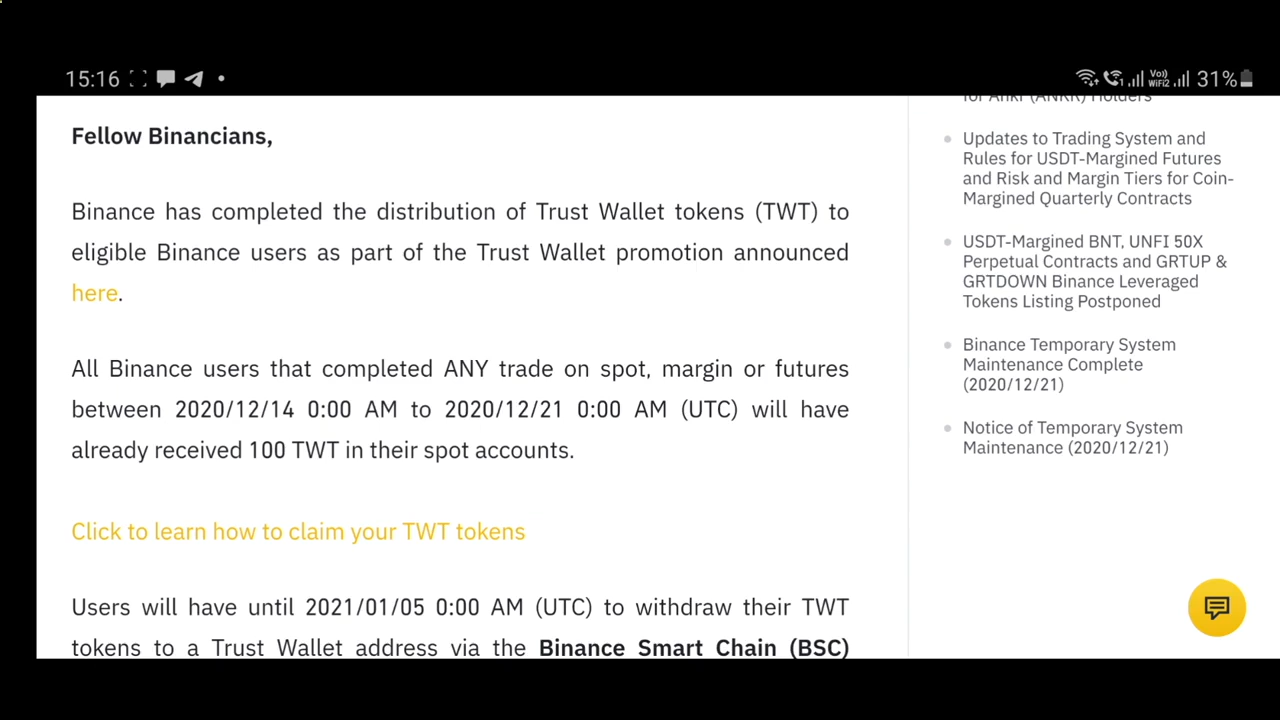 15:16
Vo))
WiFi2
31%
Fellow Binancians,
Binance has completed the distribution of Trust Wallet tokens (TWT) to
eligible Binance users as part of the Trust Wallet promotion announced
here.
All Binance users that completed ANY trade on spot, margin or futures
between 2020/12/14 0:00 AM to 2020/12/21 0:00 AM (UTC) will have
already received 100 TWT in their spot accounts.
Click to learn how to claim your TWT tokens
Users will have until 2021/01/05 0:00 AM (UTC) to withdraw their TWT
tokens to a Trust Wallet address via the Binance Smart Chain (BSC)
for Ankr (ANKR) Holders
Updates to Trading System and
Rules for USDT-Margined Futures
and Risk and Margin Tiers for Coin-
Margined Quarterly Contracts
USDT-Margined BNT, UNFI 50X
Perpetual Contracts and GRTUP &
GRTDOWN Binance Leveraged
Tokens Listing Postponed
Binance Temporary System
Maintenance Complete
(2020/12/21)
Notice of Temporary System
Maintenance (2020/12/21)